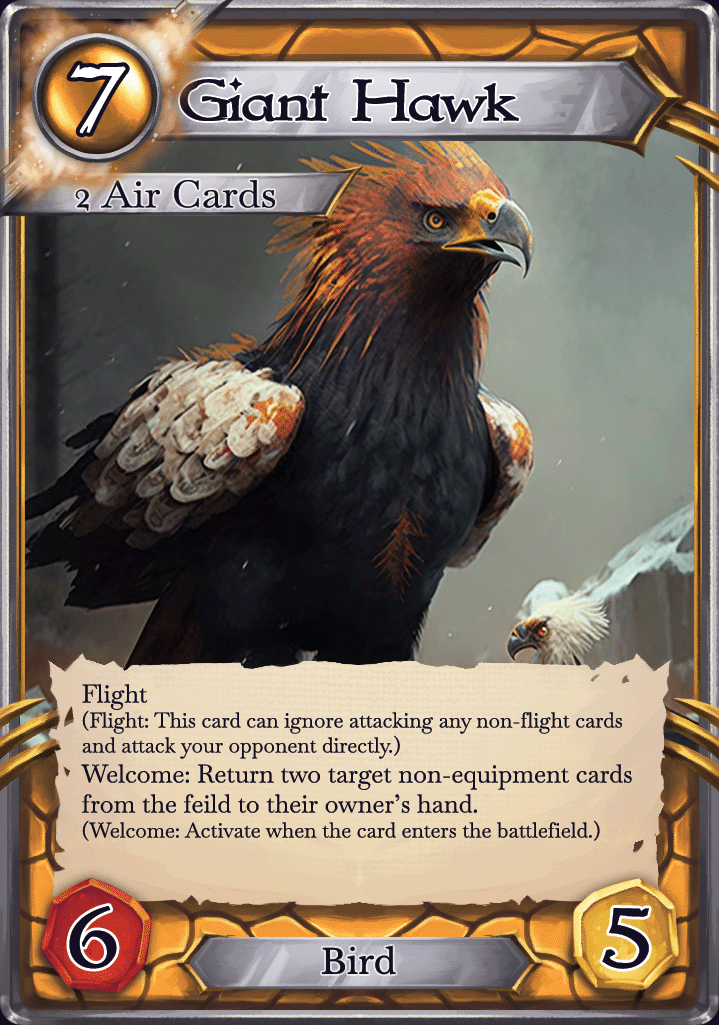 7
Giant Hawk
2 Air Cards
Flight
(Flight: This card can ignore attacking any non-flight cards
and attack your opponent directly.)
Welcome: Return two target non-equipment cards
from the feild to their owner's hand.
(Welcome: Activate when the card enters the battlefield.)
6
Bird
5